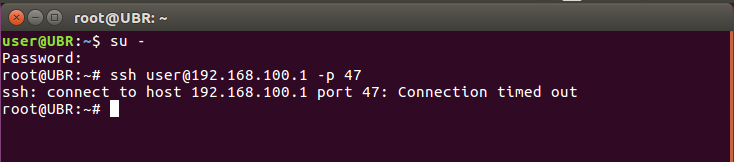 root@UBR: ~
user@UBR:~$ su -
Password:
root@UBR:~# ssh user@192.168.100.1 -p 47
ssh: connect to host 192.168.100.1 port 47: Connection timed out
root@UBR:~#